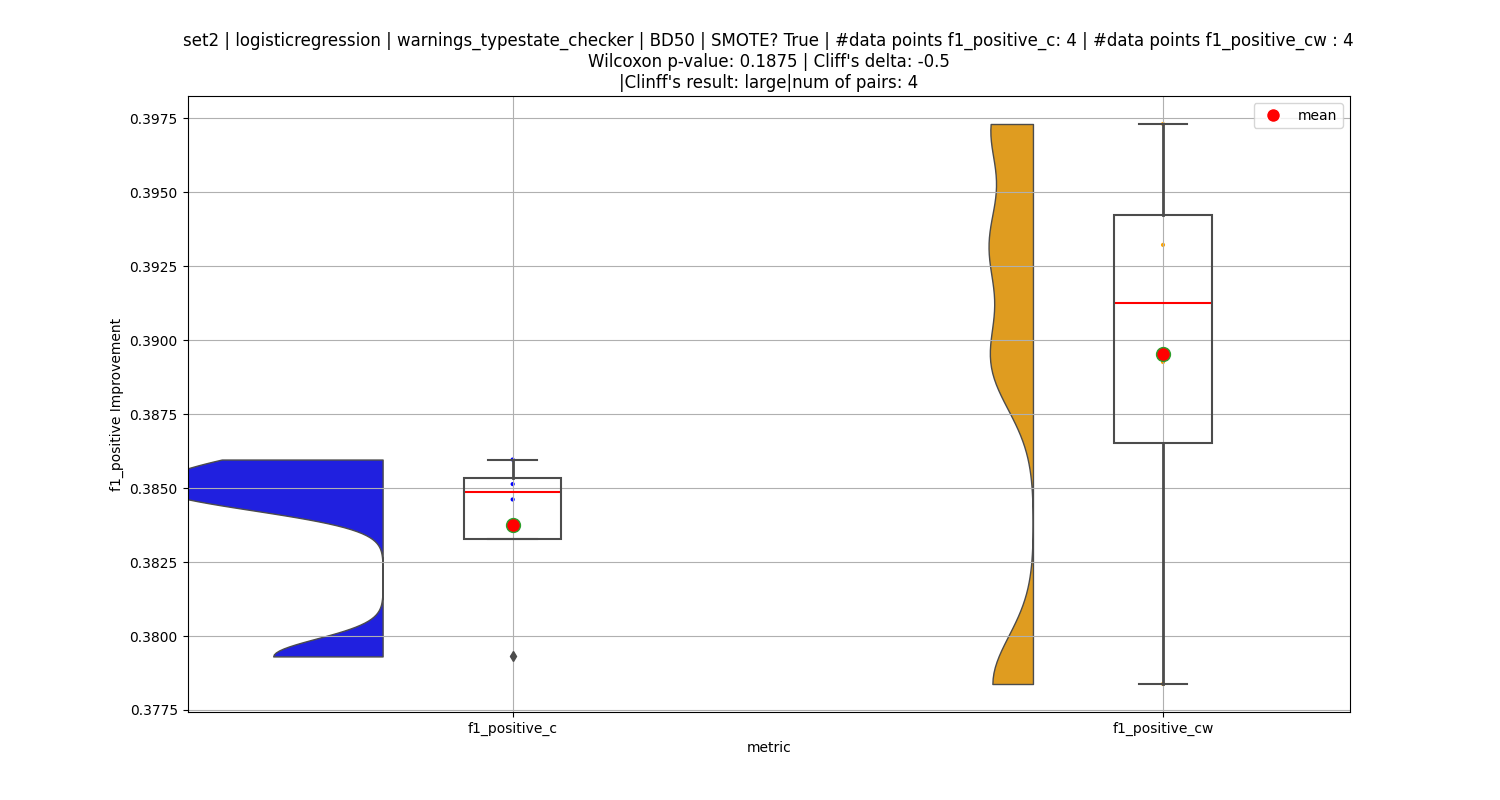 set2 | logisticregression | warnings_typestate_checker | BD50 | SMOTE? True | #data points f1_positive_c: 4 | #data points f1_positive_cw : 4
Wilcoxon p-value: 0.1875 | Cliff's delta: -0.5
|Clinff's result: large|num of pairs: 4
mean
0.3975
0.3950
0.3925
0.3900
0.3875
0.3850
0.3825
0.3800
0.3775
f1_positive Improvement
f1_positive_c
f1_positive_cw
metric